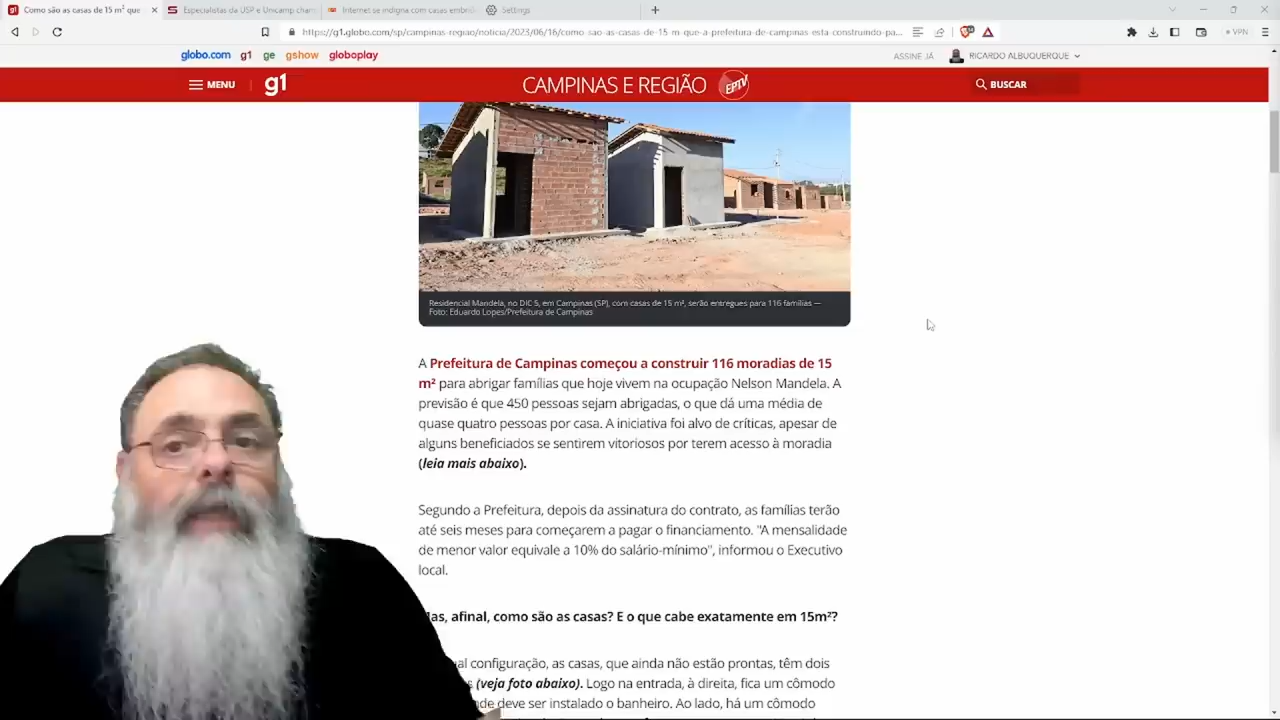 Como são as casas de 15 m² que
Especialistas da USP e Unicamp cham
Internet se indigna com casas embriã
Settings
https://g1.globo.com/sp/campinas-regiao/noticia/2023/06/16/como-sao-as-casas-de-15-m-que-a-prefeitura-de-campinas-esta-construindo-pa...
VPN
globo.com g1 ge gshow globoplay
ASSINE JÁ
RICARDO ALBUQUERQUE
MENU
g1
CAMPINAS E REGIÃO
EPTV
BUSCAR
Residencial Mandela, no DIC 5, em Campinas (SP), com casas de 15 m², serão entregues para 116 famílias —
Foto: Eduardo Lopes/Prefeitura de Campinas
A Prefeitura de Campinas começou a construir 116 moradias de 15
m² para abrigar famílias que hoje vivem na ocupação Nelson Mandela. A
previsão é que 450 pessoas sejam abrigadas, o que dá uma média de
quase quatro pessoas por casa. A iniciativa foi alvo de críticas, apesar de
alguns beneficiados se sentirem vitoriosos por terem acesso à moradia
(leia mais abaixo).
Segundo a Prefeitura, depois da assinatura do contrato, as famílias terão
até seis meses para começarem a pagar o financiamento. "A mensalidade
de menor valor equivale a 10% do salário-mínimo", informou o Executivo
local.
as, afinal, como são as casas? E o que cabe exatamente em 15m²?
ual configuração, as casas, que ainda não estão prontas, têm dois
s (veja foto abaixo). Logo na entrada, à direita, fica um cômodo
nde deve ser instalado o banheiro. Ao lado, há um cômodo